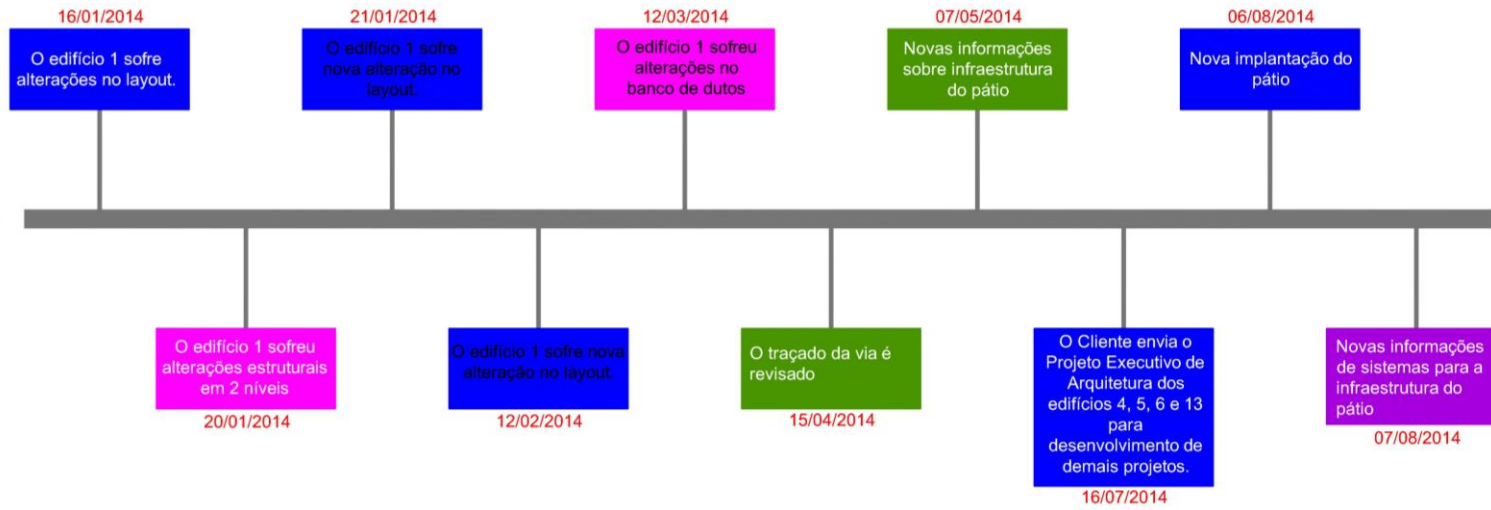 16/01/2014
O edifício 1 sofre
alterações no layout.
21/01/2014
O edifício 1 sofre
nova alteração no
layout.
12/03/2014
O edifício 1 sofreu
alterações no
banco de dutos
07/05/2014
Novas informações
sobre infraestrutura
do pátio
06/08/2014
Nova implantação do
pátio
O edifício 1 sofreu
alterações estruturais
em 2 níveis
20/01/2014
O edifício 1 sofre nova
alteração no layout.
12/02/2014
O traçado da via é
revisado
15/04/2014
O Cliente envia o
Projeto Executivo de
Arquitetura dos
edifícios 4, 5, 6 e 13
para
desenvolvimento de
demais projetos.
16/07/2014
Novas informações
de sistemas para a
infraestrutura do
pátio
07/08/2014